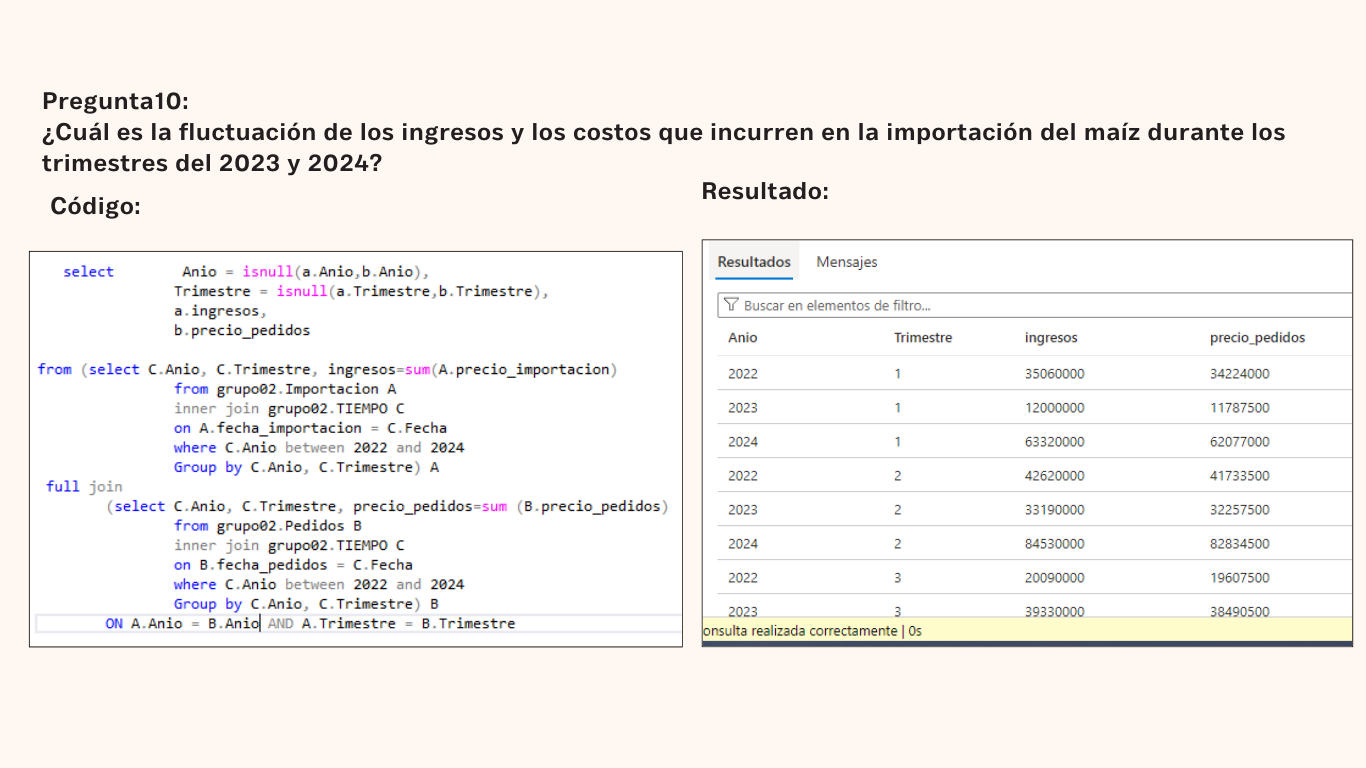 Pregunta10:
¿Cuál es la fluctuación de los ingresos y los costos que incurren en la importación del maíz durante los
trimestres del 2023 y 2024?
Código:
select Anio = isnull(a.Anio,b.Anio),
Trimestre = isnull(a.Trimestre,b.Trimestre),
a.ingresos,
b.precio_pedidos
from (select C.Anio, C.Trimestre, ingresos=sum(A.precio_importacion)
from grupo02.Importacion A
inner join grupo02.TIEMPO C
on A.fecha_importacion = C.Fecha
where C.Anio between 2022 and 2024
Group by C.Anio, C.Trimestre) A
full join
(select C.Anio, C.Trimestre, precio_pedidos=sum (B.precio_pedidos)
from grupo02.Pedidos B
inner join grupo02.TIEMPO C
on B.fecha_pedidos = C.Fecha
where C.Anio between 2022 and 2024
Group by C.Anio, C.Trimestre) B
ON A.Anio = B.Anio AND A.Trimestre = B.Trimestre
Resultado:
Resultados Mensajes
Buscar en elementos de filtro...
Anio Trimestre ingresos precio_pedidos
2022 1 35060000 34224000
2023 1 12000000 11787500
2024 1 63320000 62077000
2022 2 42620000 41733500
2023 2 33190000 32257500
2024 2 84530000 82834500
2022 3 20090000 19607500
2023 3 39330000 38490500
onsulta realizada correctamente | 0s